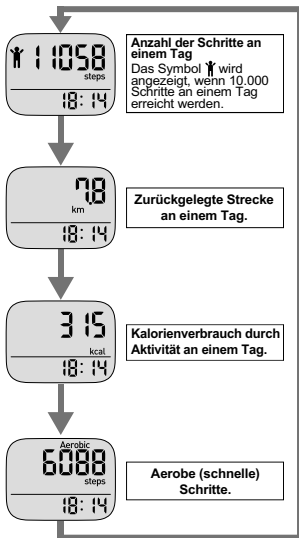 11058
steps
18:14
Anzahl der Schritte an
einem Tag
Das Symbol wird
angezeigt, wenn 10.000
Schritte an einem Tag
erreicht werden.
7.8
km
18:14
Zurückgelegte Strecke
an einem Tag.
315
kcal
18:14
Kalorienverbrauch durch
Aktivität an einem Tag.
Aerobic
6088
steps
18:14
Aerobe (schnelle)
Schritte.